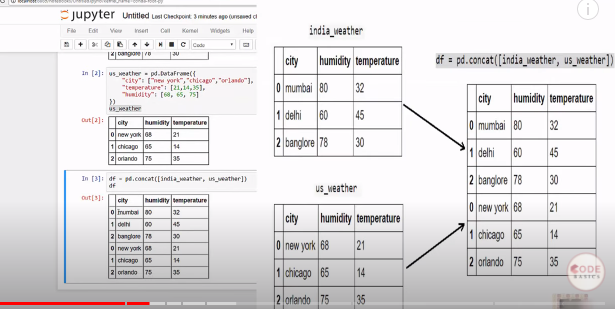 jupyter Untitled Last Checkpoint: 3 minutes ago
File Edit View Insert Cell Kernel Widgets Help
Code
2 banglore 78 30
In [2]: us_weather = pd.DataFrame({
"city": ["new york","chicago","orlando"],
"temperature": [21,14,35],
"humidity": [68, 65, 75]
})
us_weather
Out[2]:
city humidity temperature
0 new york 68 21
1 chicago 65 14
2 orlando 75 35
In [3]: df = pd.concat([india_weather, us_weather])
df
Out[3]:
city humidity temperature
0 mumbai 80 32
1 delhi 60 45
2 banglore 78 30
0 new york 68 21
1 chicago 65 14
2 orlando 75 35
india_weather
city humidity temperature
0 mumbai 80 32
1 delhi 60 45
2 banglore 78 30
us_weather
city humidity temperature
0 new york 68 21
1 chicago 65 14
2 orlando 75 35
df = pd.concat([india_weather, us_weather])
city humidity temperature
0 mumbai 80 32
1 delhi 60 45
2 banglore 78 30
0 new york 68 21
1 chicago 65 14
2 orlando 75 35
CODE
BASICS